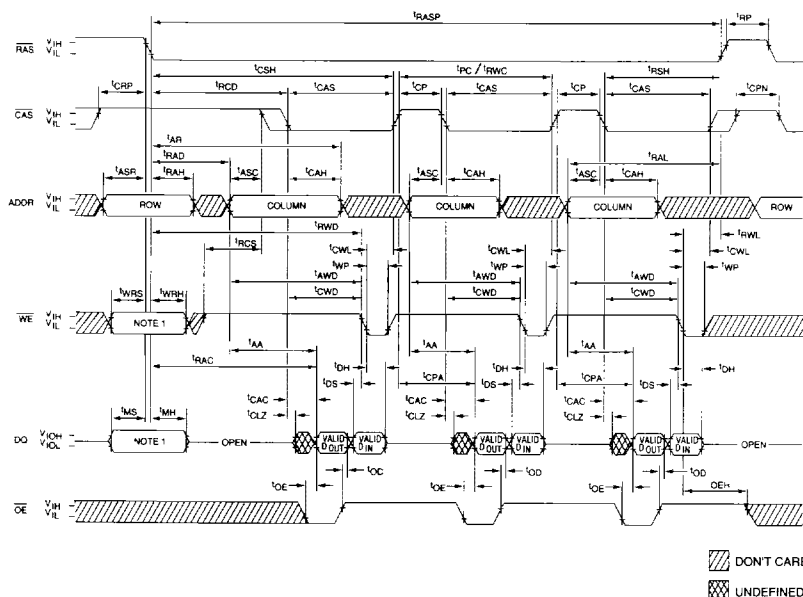 tRASP tRP
RAS VIH VIL
tCSH tPC / tRWC tRSH
tCRP tRCD tCAS tCP tCAS tCP tCAS tCPN
CAS VIH VIL
tAR
tRAD tRAL
tASR tRAH tASC tCAH tASC tCAH tASC tCAH
ADDR VIH VIL ROW COLUMN COLUMN COLUMN ROW
tRWD tRWL
tRCS tCWL tCWL tCWL
tWP tWP tWP
tAWD tAWD tAWD
tWRS tWRH tCWD tCWD tCWD
WE VIH VIL NOTE 1
tAA tAA tAA
tRAC tDH tDH tDH
tDS tCPA tDS tCPA tDS
tCAC tCAC tCAC
tMS tMH tCLZ tCLZ tCLZ
DQ VIOH VIOL NOTE 1 OPEN VALID DOUT VALID DIN VALID DOUT VALID DIN VALID DOUT VALID DIN OPEN
tOD tOD tOD
tOE tOE tOE OEH
OE VIH VIL
DON'T CARE
UNDEFINED